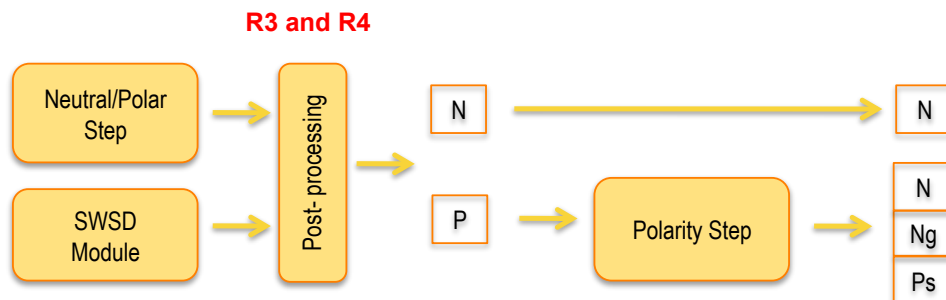 R3 and R4
Neutral/Polar
Step
SWSD
Module
Post- processing
N
P
Polarity Step
N
N
Ng
Ps